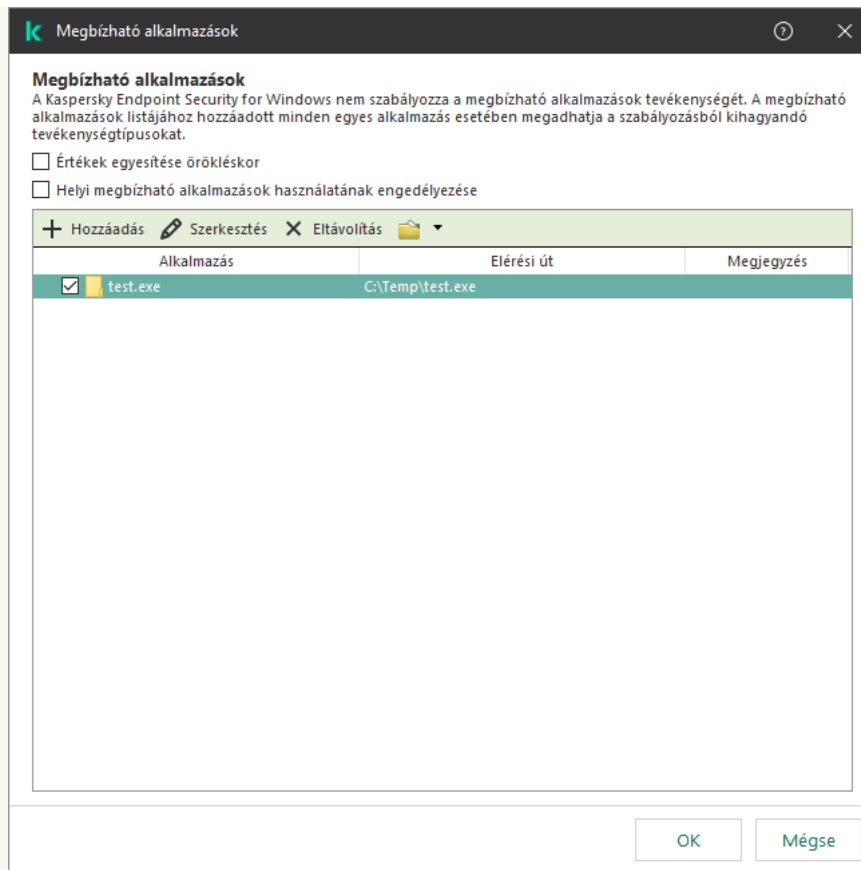 Megbízható alkalmazások
Megbízható alkalmazások
A Kaspersky Endpoint Security for Windows nem szabályozza a megbízható alkalmazások tevékenységét. A megbízható
alkalmazások listájához hozzáadott minden egyes alkalmazás esetében megadhatja a szabályozásból kihagyandó
tevékenységtípusokat.
Értékek egyesítése örökléskor
Helyi megbízható alkalmazások használatának engedélyezése
Hozzáadás Szerkesztés Eltávolítás
Alkalmazás Elérési út Megjegyzés
test.exe C:\Temp\test.exe
OK Mégse